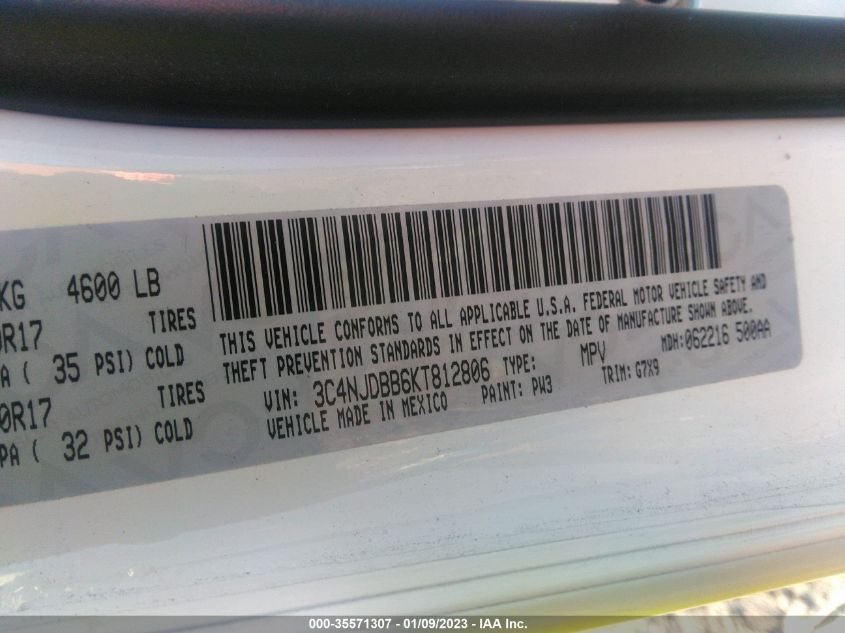 KG 4600 LB
0R17 TIRES
A ( 35 PSI) COLD
0R17 TIRES
PA ( 32 PSI) COLD
THIS VEHICLE CONFORMS TO ALL APPLICABLE U.S.A. FEDERAL MOTOR VEHICLE SAFETY AND
THEFT PREVENTION STANDARDS IN EFFECT ON THE DATE OF MANUFACTURE SHOWN ABOVE.
VIN: 3C4NJDBB6KT812806 TYPE: MPV MDH: 062216 500AA
VEHICLE MADE IN MEXICO PAINT: PW3 TRIM: G7X9
000-35571307 - 01/09/2023 - IAA Inc.